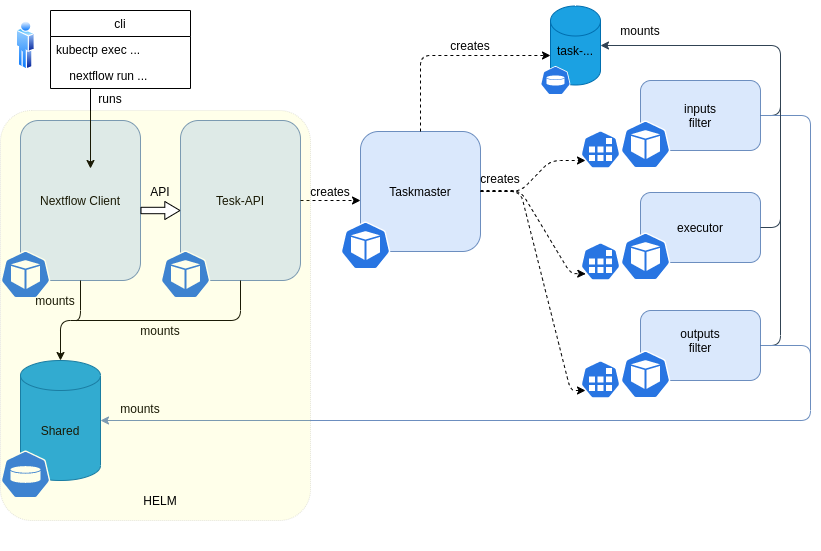 cli
kubectp exec ...
nextflow run ...
runs
creates
task-...
mounts
inputs
filter
Nextflow Client
API
Tesk-API
creates
Taskmaster
creates
executor
mounts
mounts
outputs
filter
mounts
Shared
HELM